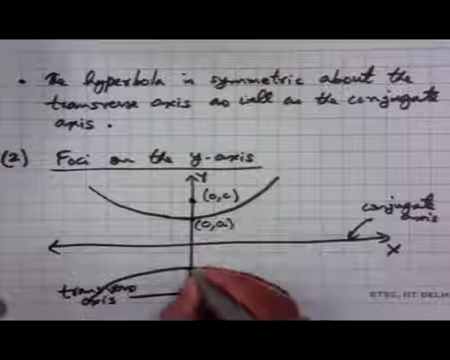 • The hyperbola is symmetric about the
transverse axis as well as the conjugate
axis.
(2) Foci on the y-axis
Y
(0,c)
conjugate
axis
(0,a)
X
transverse
axis
ETSC, IIT DELHI